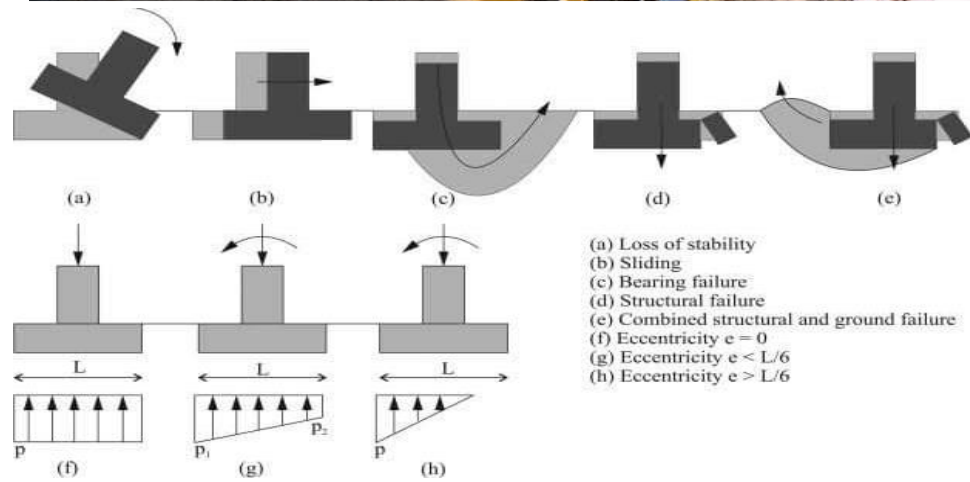 (a)
(b)
(c)
(d)
(e)
(a) Loss of stability
(b) Sliding
(c) Bearing failure
(d) Structural failure
(e) Combined structural and ground failure
(f) Eccentricity e = 0
(g) Eccentricity e < L/6
(h) Eccentricity e > L/6
L
L
L
p
p₁
p₂
p
(f)
(g)
(h)